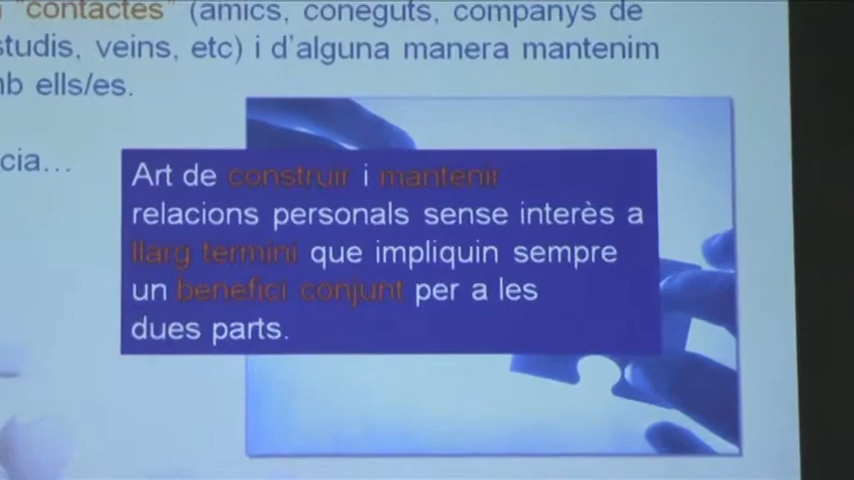 "contactes" (amics, coneguts, companys de
studis, veins, etc) i d'alguna manera mantenim
mb ells/es.
cia...
Art de construir i mantenir
relacions personals sense interès a
llarg termini que impliquin sempre
un benefici conjunt per a les
dues parts.